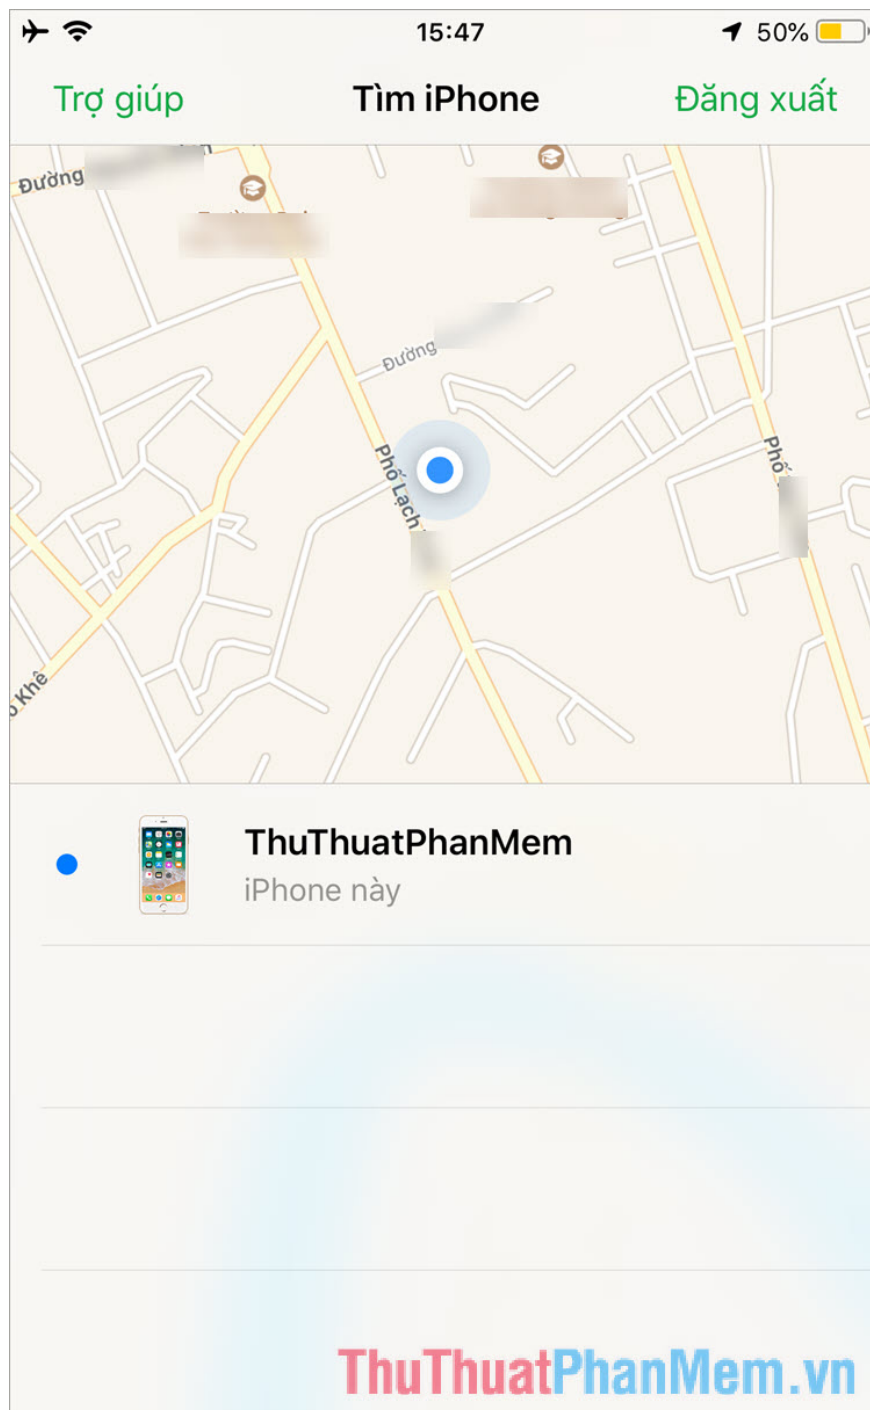 15:47 50%
Trợ giúp Tìm iPhone Đăng xuất
Đường
Đường
Phố Lạch
Phố
Khê
ThuThuatPhanMem
iPhone này
ThuThuatPhanMem.vn